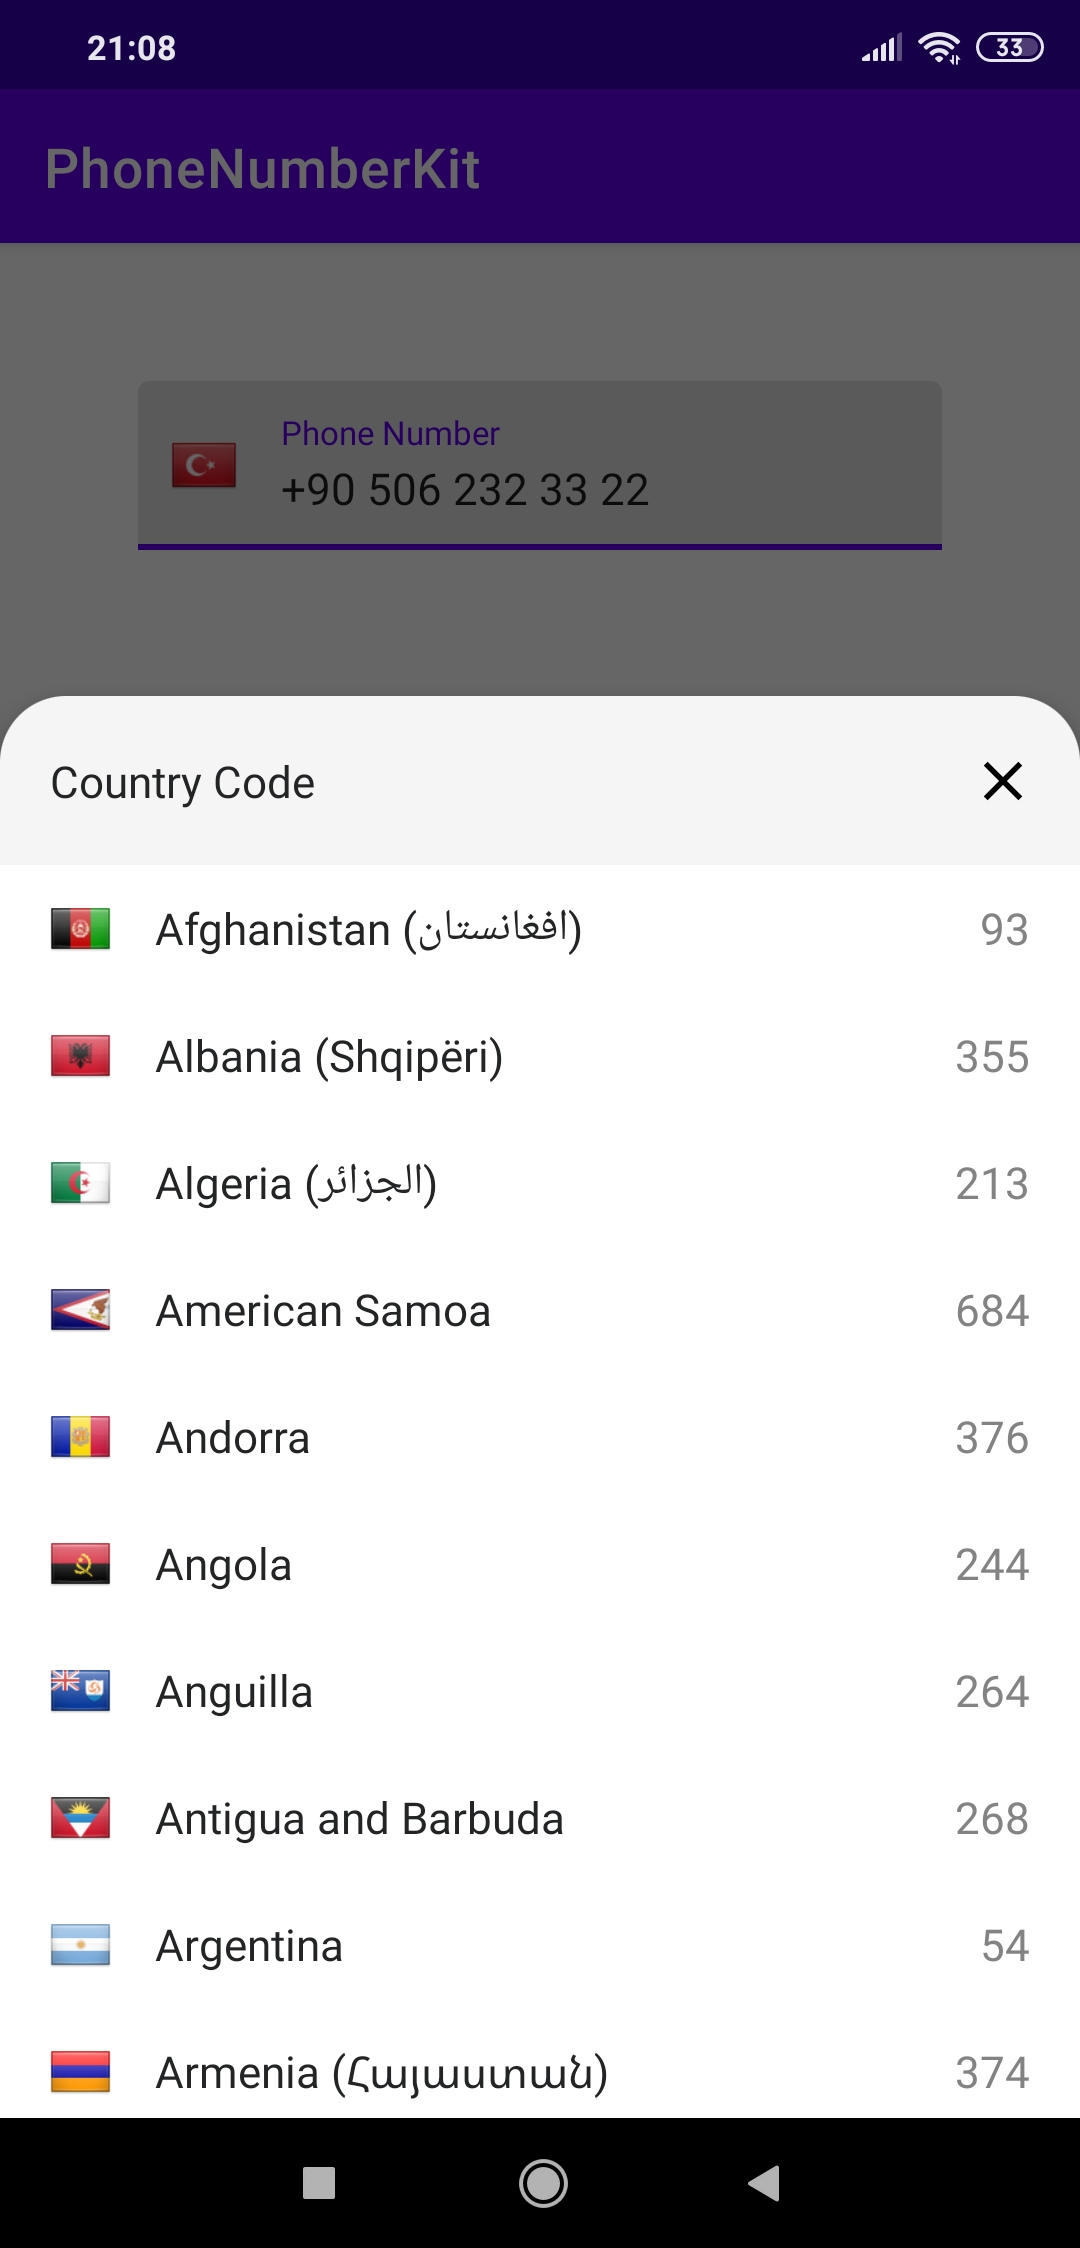 21:08
33
PhoneNumberKit
Phone Number
+90 506 232 33 22
Country Code
Afghanistan (افغانستان) 93
Albania (Shqipëri) 355
Algeria (الجزائر) 213
American Samoa 684
Andorra 376
Angola 244
Anguilla 264
Antigua and Barbuda 268
Argentina 54
Armenia (Հայաստան) 374